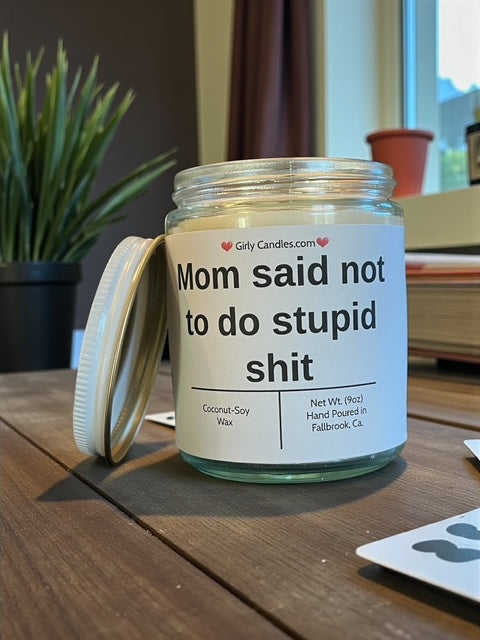 Girly Candles.com
Mom said not
to do stupid
shit
Coconut-Soy
Wax
Net Wt. (9oz)
Hand Poured in
Fallbrook, Ca.